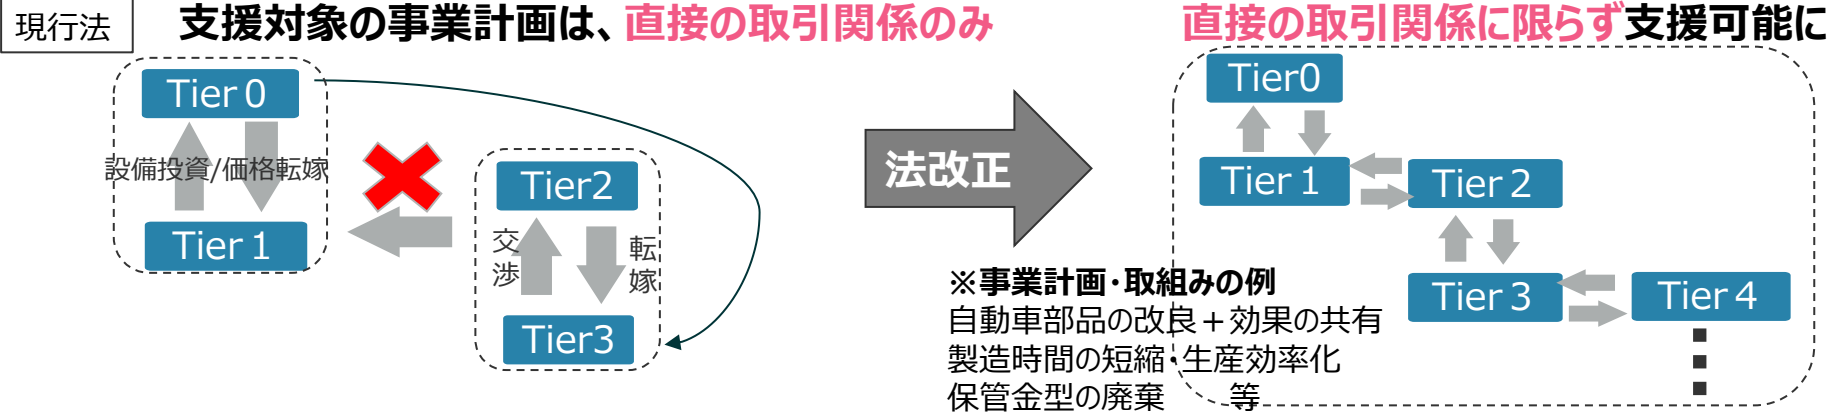 現行法
支援対象の事業計画は、直接の取引関係のみ
Tier 0
設備投資/価格転嫁
Tier 1
Tier2
交渉
転嫁
Tier3
法改正
直接の取引関係に限らず支援可能に
Tier0
Tier 1
Tier 2
Tier 3
Tier 4
※事業計画・取組みの例
自動車部品の改良＋効果の共有
製造時間の短縮・生産効率化
保管金型の廃棄　　等